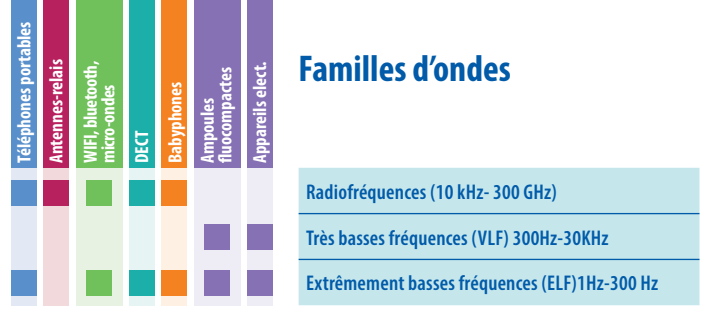 Téléphones portables
Antennes-relais
WIFI, bluetooth,
micro-ondes
DECT
Babyphones
Ampoules
fluocompactes
Appareils elect.
Familles d’ondes
Radiofréquences (10 kHz- 300 GHz)
Très basses fréquences (VLF) 300Hz-30KHz
Extrêmement basses fréquences (ELF)1Hz-300 Hz